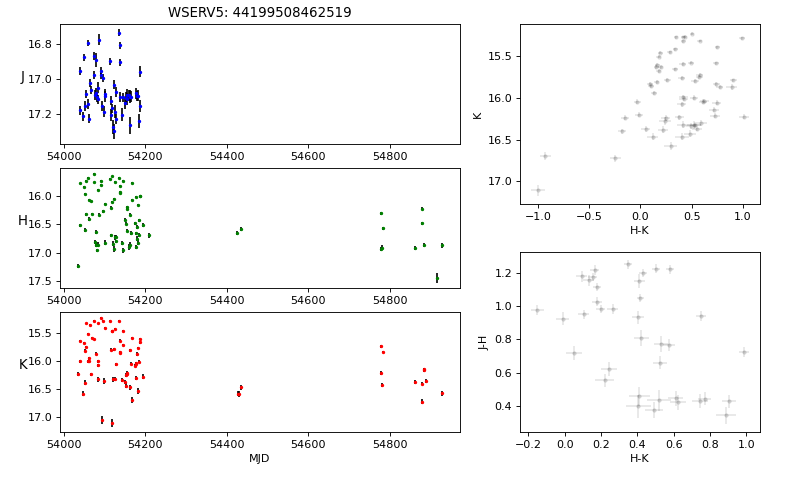 WSERV5: 44199508462519
J
16.8
17.0
17.2
54000 54200 54400 54600 54800
H
16.0
16.5
17.0
17.5
54000 54200 54400 54600 54800
K
15.5
16.0
16.5
17.0
54000 54200 54400 54600 54800
MJD
K
15.5
16.0
16.5
17.0
−1.0 −0.5 0.0 0.5 1.0
H-K
J-H
1.2
1.0
0.8
0.6
0.4
−0.2 0.0 0.2 0.4 0.6 0.8 1.0
H-K